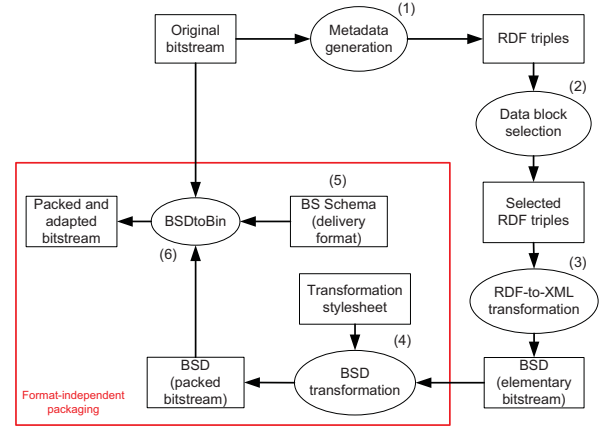 Original
bitstream
Metadata
generation
(1)
RDF triples
(2)
Data block
selection
(5)
Packed and
adapted
bitstream
BSDtoBin
BS Schema
(delivery
format)
Selected
RDF triples
(6)
(3)
Transformation
stylesheet
RDF-to-XML
transformation
(4)
BSD
(packed
bitstream)
BSD
transformation
BSD
(elementary
bitstream)
Format-independent
packaging